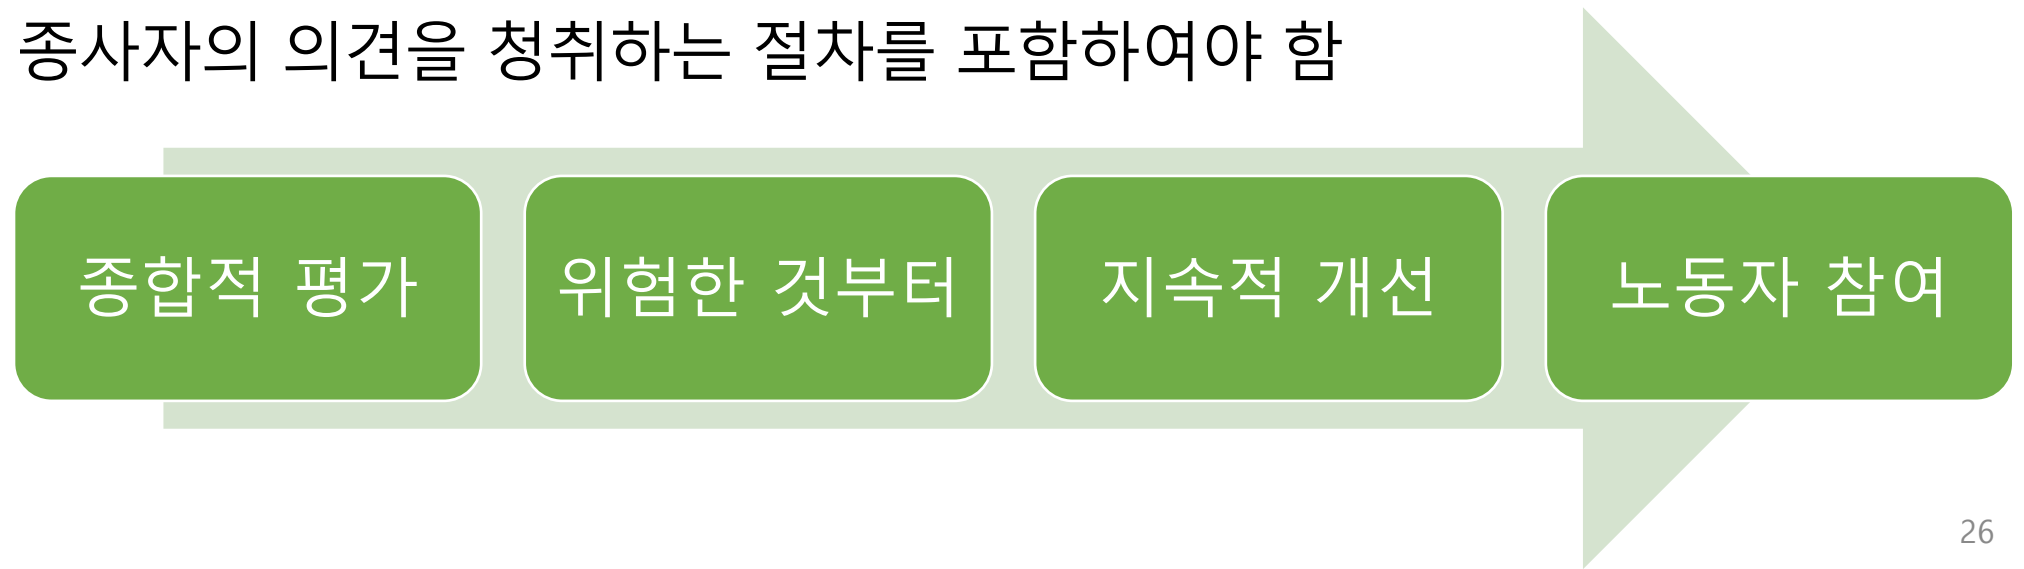 종사자의 의견을 청취하는 절차를 포함하여야 함
종합적 평가
위험한 것부터
지속적 개선
노동자 참여
26